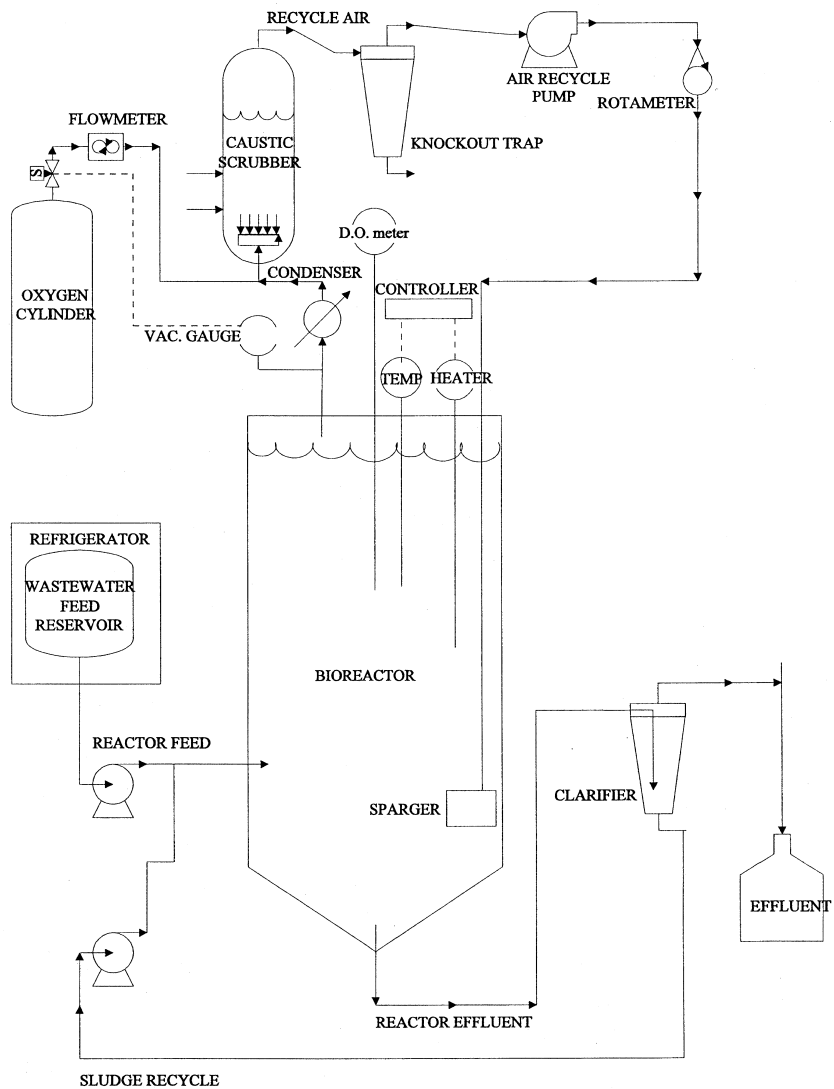 RECYCLE AIR
AIR RECYCLE
PUMP
ROTAMETER
FLOWMETER
CAUSTIC
SCRUBBER
KNOCKOUT TRAP
S
D.O. meter
CONDENSER
CONTROLLER
OXYGEN
CYLINDER
VAC. GAUGE
TEMP
HEATER
REFRIGERATOR
WASTEWATER
FEED
RESERVOIR
BIOREACTOR
REACTOR FEED
SPARGER
CLARIFIER
EFFLUENT
REACTOR EFFLUENT
SLUDGE RECYCLE